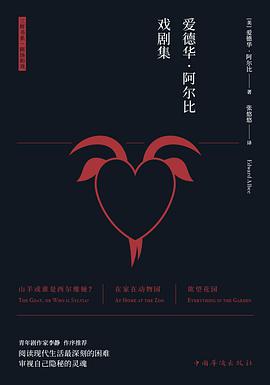 爱德华·阿尔比
戏剧集
[美] 爱德华·阿尔比 —— 著
张悠悠 —— 译
Edward Albee
山羊或谁是西尔维娅？
THE GOAT, OR WHO IS SYLVIA?
在家在动物园
AT HOME AT THE ZOO
欲望花园
EVERYTHING IN THE GARDEN
青年剧作家李静 作序推荐
阅读现代生活最深刻的困难
审视自己隐秘的灵魂
中国华侨出版社